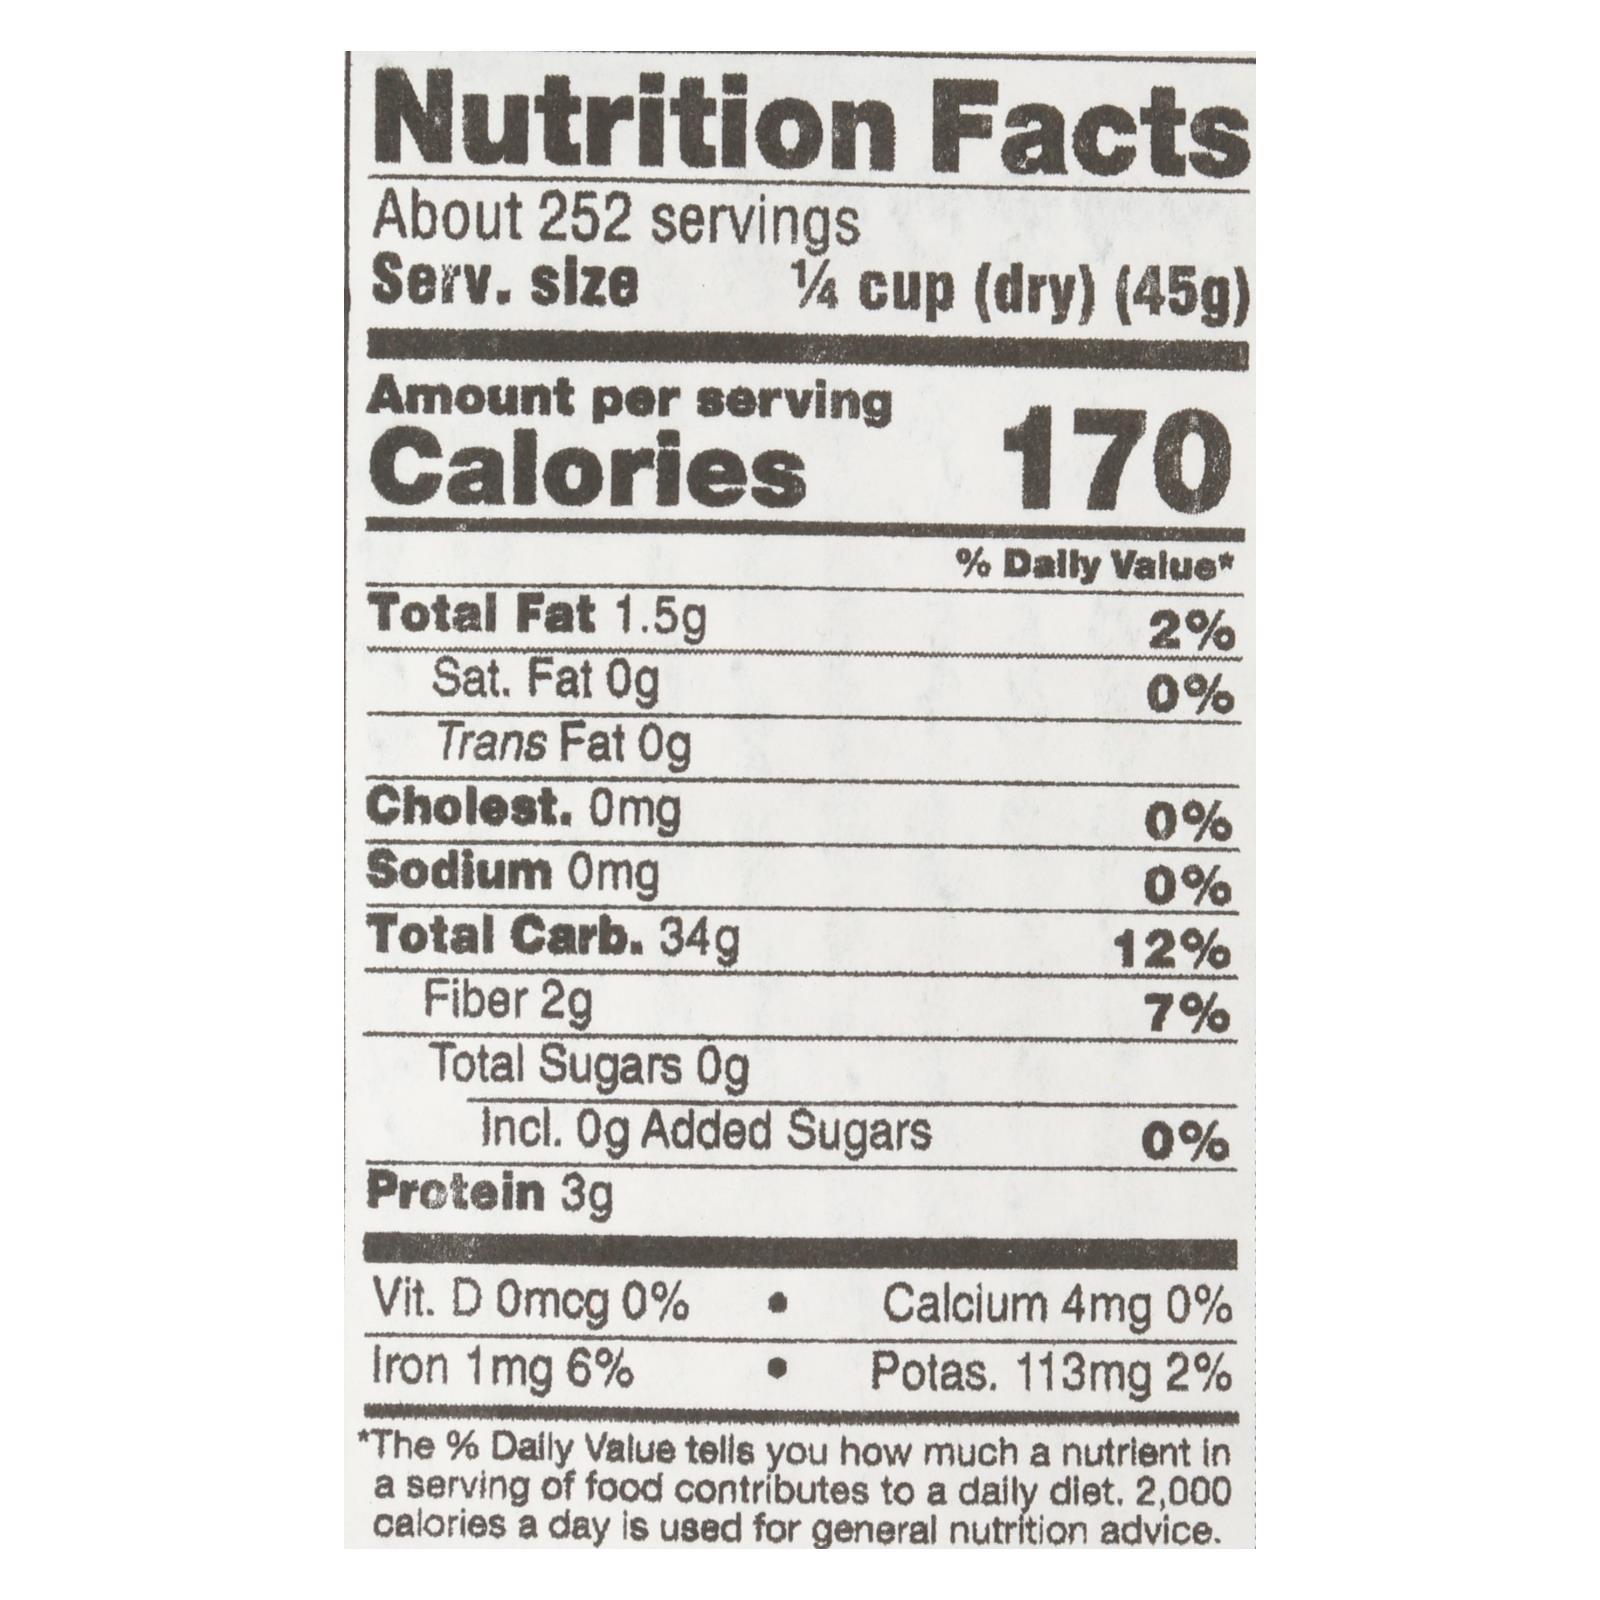 Nutrition Facts
About 252 servings
Serv. size ¼ cup (dry) (45g)
Amount per serving
Calories 170
% Daily Value*
Total Fat 1.5g 2%
Sat. Fat 0g 0%
Trans Fat 0g
Cholest. 0mg 0%
Sodium 0mg 0%
Total Carb. 34g 12%
Fiber 2g 7%
Total Sugars 0g
Incl. 0g Added Sugars 0%
Protein 3g
Vit. D 0mcg 0% • Calcium 4mg 0%
Iron 1mg 6% • Potas. 113mg 2%
*The % Daily Value tells you how much a nutrient in
a serving of food contributes to a daily diet. 2,000
calories a day is used for general nutrition advice.